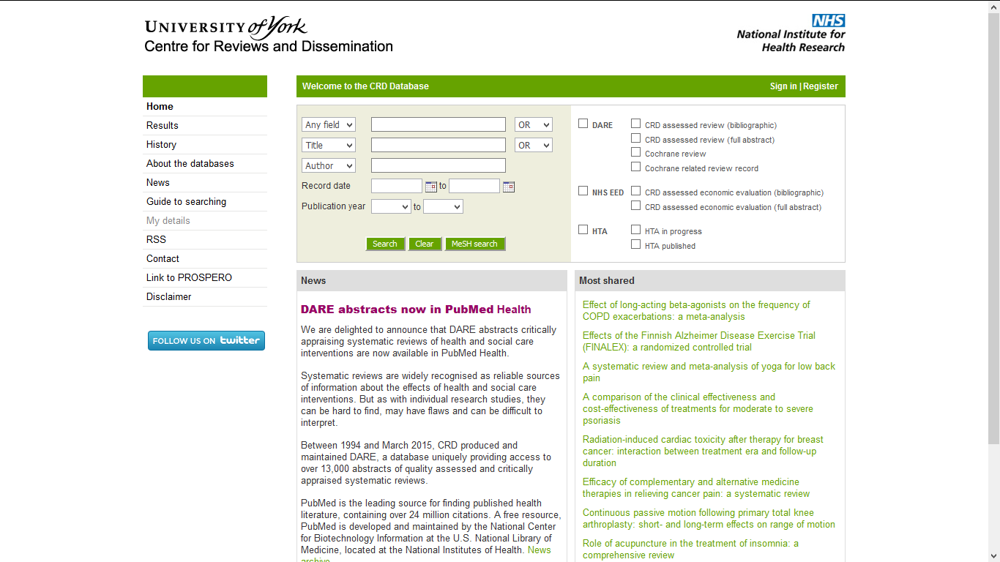 UNIVERSITY of York
Centre for Reviews and Dissemination
NHS
National Institute for
Health Research
Home
Results
History
About the databases
News
Guide to searching
My details
RSS
Contact
Link to PROSPERO
Disclaimer
FOLLOW US ON twitter
Welcome to the CRD Database
Sign in | Register
Any field OR
Title OR
Author
Record date to
Publication year to
Search Clear MeSH search
DARE CRD assessed review (bibliographic)
CRD assessed review (full abstract)
Cochrane review
Cochrane related review record
NHS EED CRD assessed economic evaluation (bibliographic)
CRD assessed economic evaluation (full abstract)
HTA HTA in progress
HTA published
News
DARE abstracts now in PubMed Health
We are delighted to announce that DARE abstracts critically
appraising systematic reviews of health and social care
interventions are now available in PubMed Health.
Systematic reviews are widely recognised as reliable sources
of information about the effects of health and social care
interventions. But as with individual research studies, they
can be hard to find, may have flaws and can be difficult to
interpret.
Between 1994 and March 2015, CRD produced and
maintained DARE, a database uniquely providing access to
over 13,000 abstracts of quality assessed and critically
appraised systematic reviews.
PubMed is the leading source for finding published health
literature, containing over 24 million citations. A free resource,
PubMed is developed and maintained by the National Center
for Biotechnology Information at the U.S. National Library of
Medicine, located at the National Institutes of Health. News
archive
Most shared
Effect of long-acting beta-agonists on the frequency of
COPD exacerbations: a meta-analysis
Effects of the Finnish Alzheimer Disease Exercise Trial
(FINALEX): a randomized controlled trial
A systematic review and meta-analysis of yoga for low back
pain
A comparison of the clinical effectiveness and
cost-effectiveness of treatments for moderate to severe
psoriasis
Radiation-induced cardiac toxicity after therapy for breast
cancer: interaction between treatment era and follow-up
duration
Efficacy of complementary and alternative medicine
therapies in relieving cancer pain: a systematic review
Continuous passive motion following primary total knee
arthroplasty: short- and long-term effects on range of motion
Role of acupuncture in the treatment of insomnia: a
comprehensive review